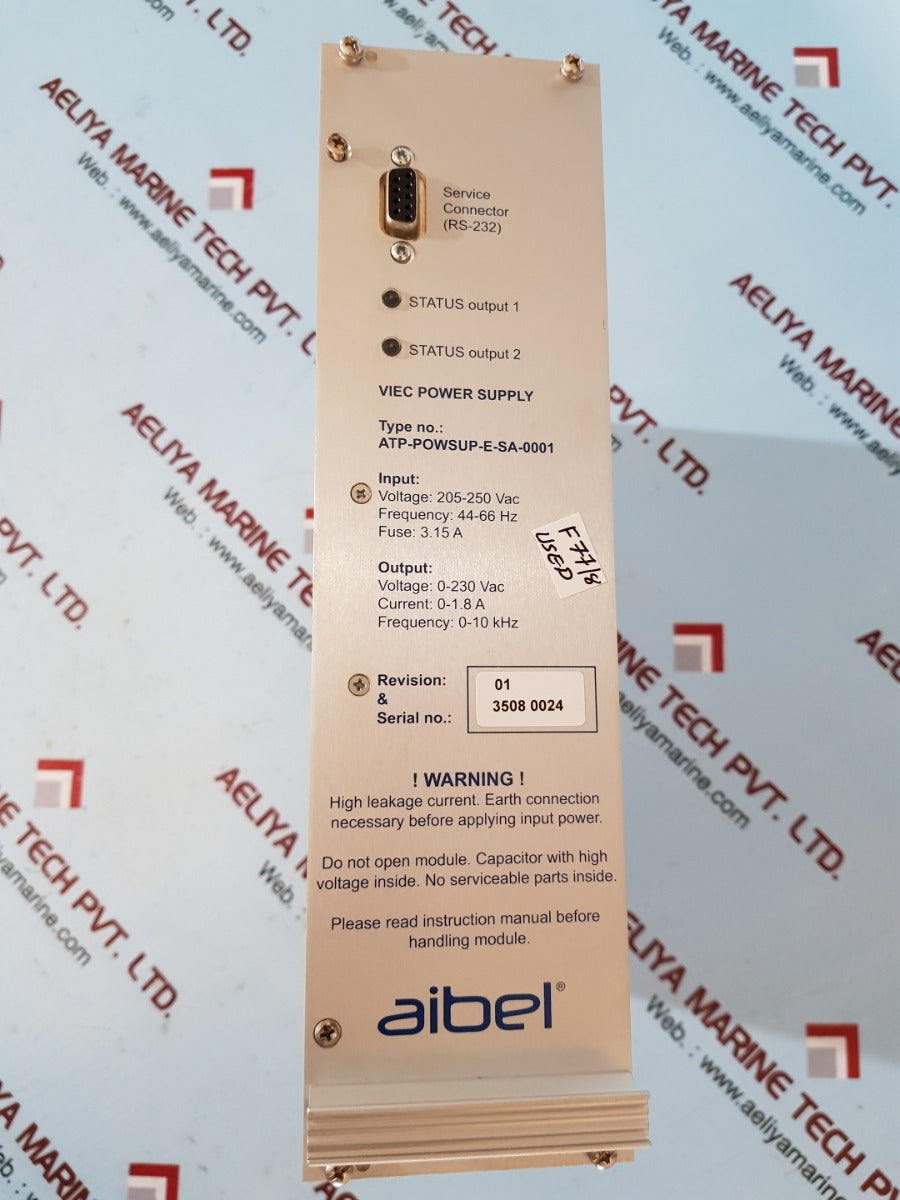 Service
Connector
(RS-232)
STATUS output 1
STATUS output 2
VIEC POWER SUPPLY
Type no.:
ATP-POWSUP-E-SA-0001
Input:
Voltage: 205-250 Vac
Frequency: 44-66 Hz
Fuse: 3.15 A
F77/8
USED
Output:
Voltage: 0-230 Vac
Current: 0-1.8 A
Frequency: 0-10 kHz
Revision:
&
Serial no.:
01
3508 0024
! WARNING !
High leakage current. Earth connection
necessary before applying input power.
Do not open module. Capacitor with high
voltage inside. No serviceable parts inside.
Please read instruction manual before
handling module.
aibel®
AELIYA MARINE TECH PVT. LTD.
Web. : www.aeliyamarine.com